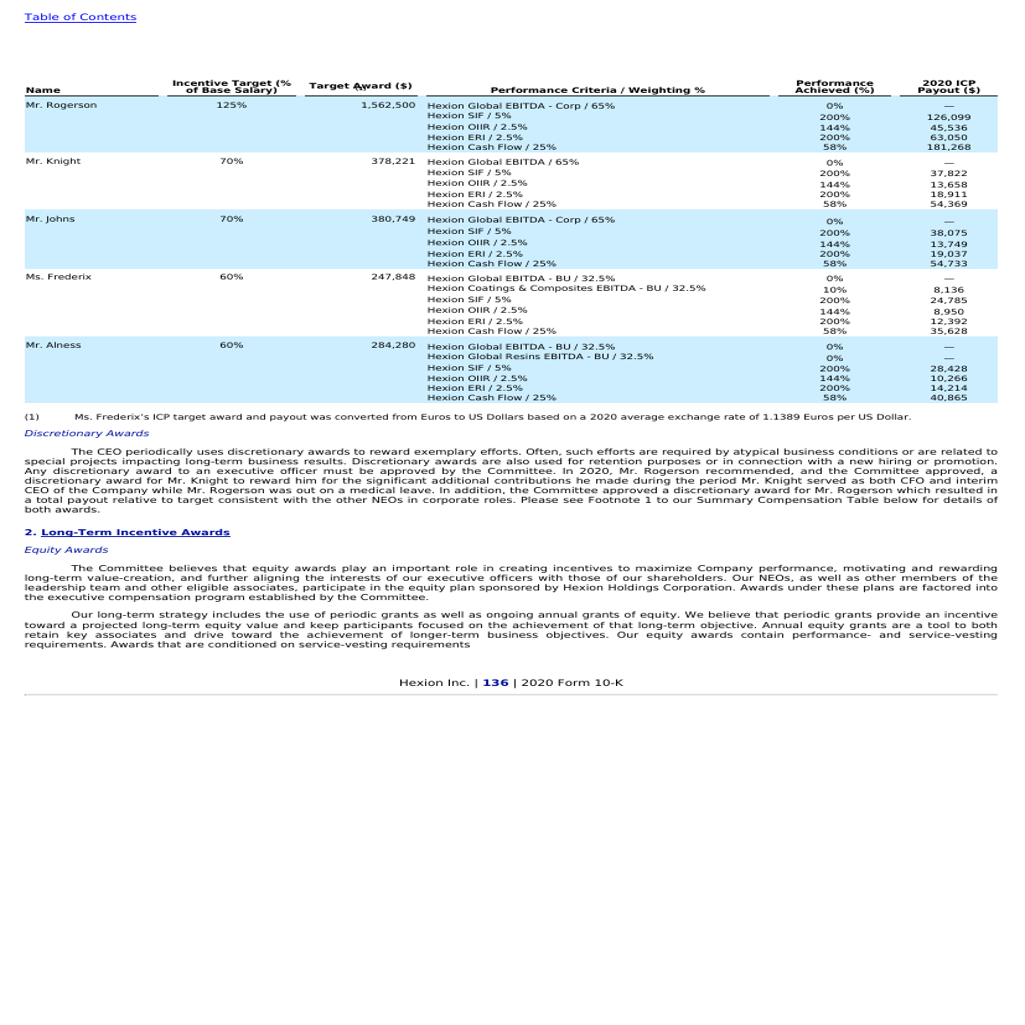 Table of Contents
Name Incentive Target (% of Base Salary) Target Award ($) (1) Performance Criteria / Weighting % Performance Achieved (%) 2020 ICP Payout ($)
Mr. Rogerson 125% 1,562,500 Hexion Global EBITDA - Corp / 65% 0% —
Hexion SIF / 5% 200% 126,099
Hexion OIIR / 2.5% 144% 45,536
Hexion ERI / 2.5% 200% 63,050
Hexion Cash Flow / 25% 58% 181,268
Mr. Knight 70% 378,221 Hexion Global EBITDA / 65% 0% —
Hexion SIF / 5% 200% 37,822
Hexion OIIR / 2.5% 144% 13,658
Hexion ERI / 2.5% 200% 18,911
Hexion Cash Flow / 25% 58% 54,369
Mr. Johns 70% 380,749 Hexion Global EBITDA - Corp / 65% 0% —
Hexion SIF / 5% 200% 38,075
Hexion OIIR / 2.5% 144% 13,749
Hexion ERI / 2.5% 200% 19,037
Hexion Cash Flow / 25% 58% 54,733
Ms. Frederix 60% 247,848 Hexion Global EBITDA - BU / 32.5% 0% —
Hexion Coatings & Composites EBITDA - BU / 32.5% 10% 8,136
Hexion SIF / 5% 200% 24,785
Hexion OIIR / 2.5% 144% 8,950
Hexion ERI / 2.5% 200% 12,392
Hexion Cash Flow / 25% 58% 35,628
Mr. Alness 60% 284,280 Hexion Global EBITDA - BU / 32.5% 0% —
Hexion Global Resins EBITDA - BU / 32.5% 0% —
Hexion SIF / 5% 200% 28,428
Hexion OIIR / 2.5% 144% 10,266
Hexion ERI / 2.5% 200% 14,214
Hexion Cash Flow / 25% 58% 40,865
(1) Ms. Frederix's ICP target award and payout was converted from Euros to US Dollars based on a 2020 average exchange rate of 1.1389 Euros per US Dollar.
Discretionary Awards
The CEO periodically uses discretionary awards to reward exemplary efforts. Often, such efforts are required by atypical business conditions or are related to
special projects impacting long-term business results. Discretionary awards are also used for retention purposes or in connection with a new hiring or promotion.
Any discretionary award to an executive officer must be approved by the Committee. In 2020, Mr. Rogerson recommended, and the Committee approved, a
discretionary award for Mr. Knight to reward him for the significant additional contributions he made during the period Mr. Knight served as both CFO and interim
CEO of the Company while Mr. Rogerson was out on a medical leave. In addition, the Committee approved a discretionary award for Mr. Rogerson which resulted in
a total payout relative to target consistent with the other NEOs in corporate roles. Please see Footnote 1 to our Summary Compensation Table below for details of
both awards.
2. Long-Term Incentive Awards
Equity Awards
The Committee believes that equity awards play an important role in creating incentives to maximize Company performance, motivating and rewarding
long-term value-creation, and further aligning the interests of our executive officers with those of our shareholders. Our NEOs, as well as other members of the
leadership team and other eligible associates, participate in the equity plan sponsored by Hexion Holdings Corporation. Awards under these plans are factored into
the executive compensation program established by the Committee.
Our long-term strategy includes the use of periodic grants as well as ongoing annual grants of equity. We believe that periodic grants provide an incentive
toward a projected long-term equity value and keep participants focused on the achievement of that long-term objective. Annual equity grants are a tool to both
retain key associates and drive toward the achievement of longer-term business objectives. Our equity awards contain performance- and service-vesting
requirements. Awards that are conditioned on service-vesting requirements
Hexion Inc. | 136 | 2020 Form 10-K